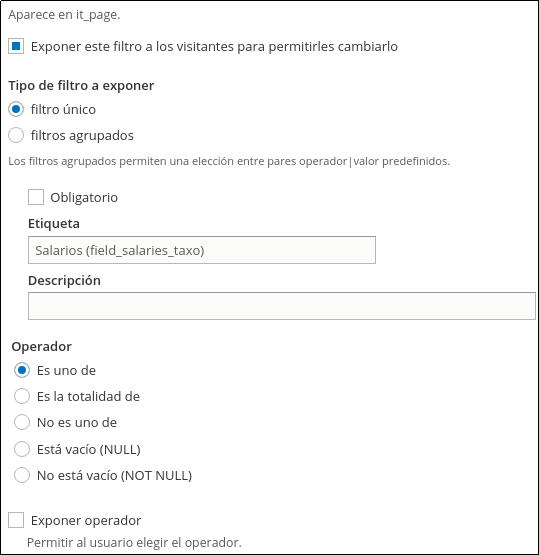 Aparece en it_page.
Exponer este filtro a los visitantes para permitirles cambiarlo
Tipo de filtro a exponer
filtro único
filtros agrupados
Los filtros agrupados permiten una elección entre pares operador|valor predefinidos.
Obligatorio
Etiqueta
Salarios (field_salaries_taxo)
Descripción
Operador
Es uno de
Es la totalidad de
No es uno de
Está vacío (NULL)
No está vacío (NOT NULL)
Exponer operador
Permitir al usuario elegir el operador.